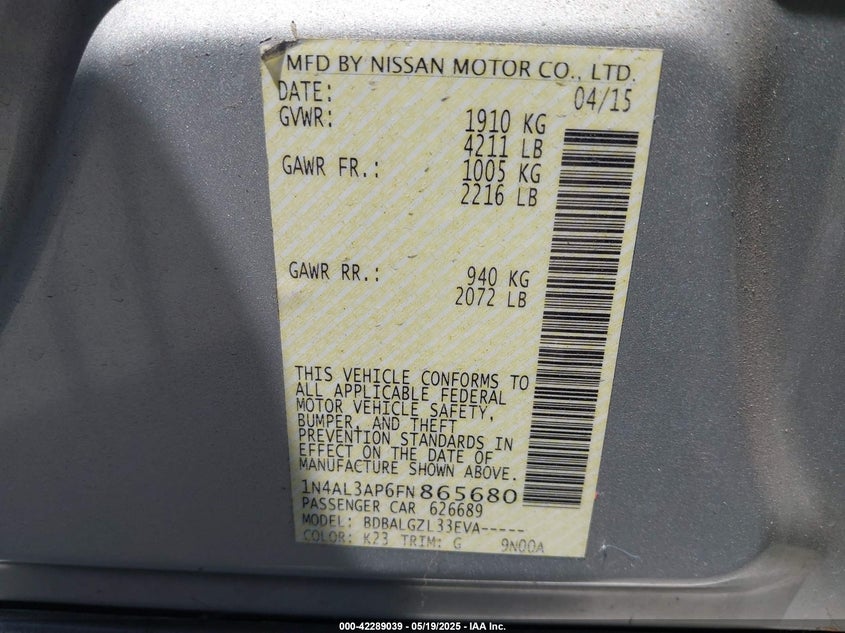 MFD BY NISSAN MOTOR CO., LTD.
DATE: 04/15
GVWR: 1910 KG
4211 LB
GAWR FR.: 1005 KG
2216 LB
GAWR RR.: 940 KG
2072 LB
THIS VEHICLE CONFORMS TO
ALL APPLICABLE FEDERAL
MOTOR VEHICLE SAFETY,
BUMPER, AND THEFT
PREVENTION STANDARDS IN
EFFECT ON THE DATE OF
MANUFACTURE SHOWN ABOVE.
1N4AL3AP6FN865680
PASSENGER CAR 626689
MODEL: BDBALGZL33EVA-----
COLOR: K23 TRIM: G 9N00A
000-42289039 - 05/19/2025 - IAA Inc.